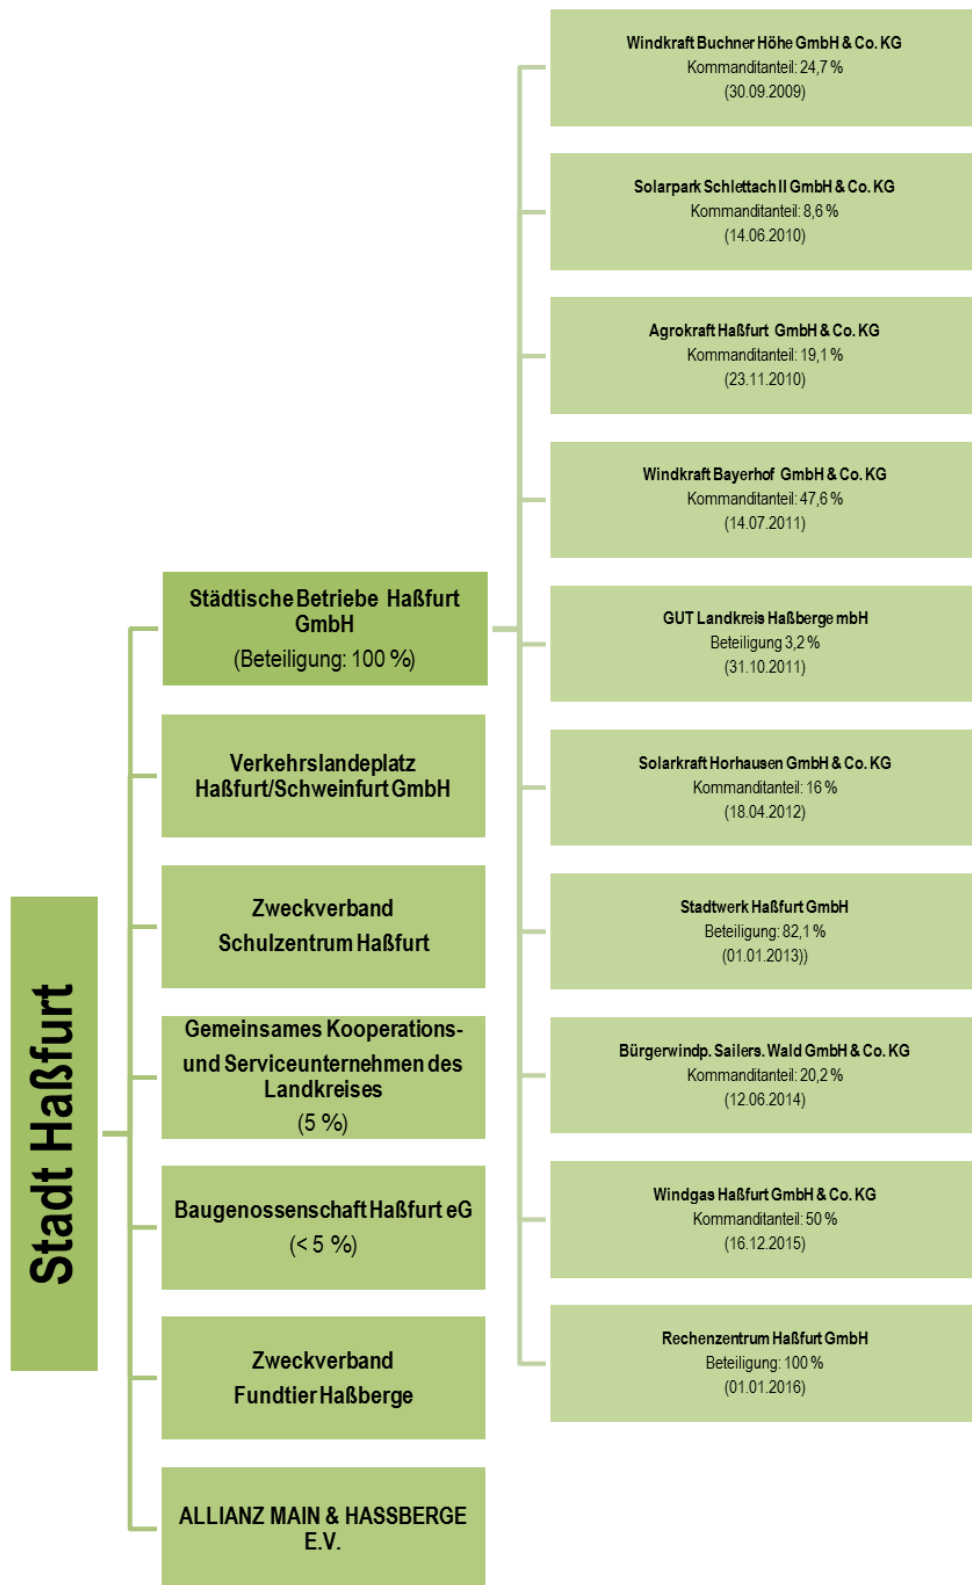 Stadt Haßfurt
Städtische Betriebe Haßfurt
GmbH
(Beteiligung: 100 %)
Verkehrslandeplatz
Haßfurt/Schweinfurt GmbH
Zweckverband
Schulzentrum Haßfurt
Gemeinsames Kooperations-
und Serviceunternehmen des
Landkreises
(5 %)
Baugenossenschaft Haßfurt eG
(< 5 %)
Zweckverband
Fundtier Haßberge
ALLIANZ MAIN & HASSBERGE
E.V.
Windkraft Buchner Höhe GmbH & Co. KG
Kommanditanteil: 24,7 %
(30.09.2009)
Solarpark Schlettach II GmbH & Co. KG
Kommanditanteil: 8,6 %
(14.06.2010)
Agrokraft Haßfurt GmbH & Co. KG
Kommanditanteil: 19,1 %
(23.11.2010)
Windkraft Bayerhof GmbH & Co. KG
Kommanditanteil: 47,6 %
(14.07.2011)
GUT Landkreis Haßberge mbH
Beteiligung 3,2 %
(31.10.2011)
Solarkraft Horhausen GmbH & Co. KG
Kommanditanteil: 16 %
(18.04.2012)
Stadtwerk Haßfurt GmbH
Beteiligung: 82,1 %
(01.01.2013))
Bürgerwindp. Sailers. Wald GmbH & Co. KG
Kommanditanteil: 20,2 %
(12.06.2014)
Windgas Haßfurt GmbH & Co. KG
Kommanditanteil: 50 %
(16.12.2015)
Rechenzentrum Haßfurt GmbH
Beteiligung: 100 %
(01.01.2016)